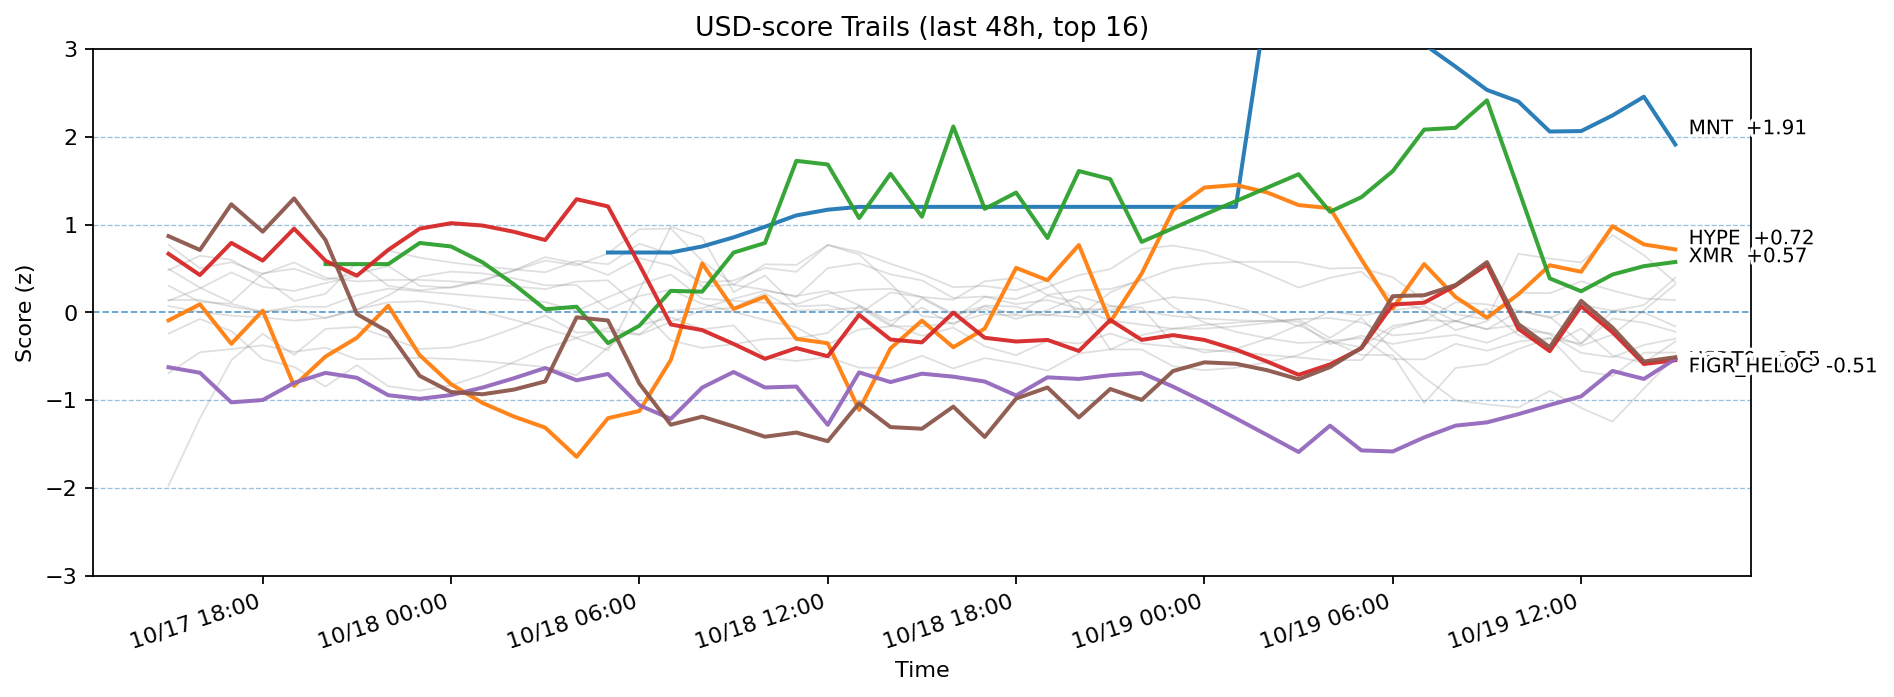 USD-score Trails (last 48h, top 16)
Score (z)
3
2
1
0
−1
−2
−3
MNT +1.91
HYPE +0.72
XMR +0.57
FIGR_HELOC -0.51
10/17 18:00
10/18 00:00
10/18 06:00
10/18 12:00
10/18 18:00
10/19 00:00
10/19 06:00
10/19 12:00
Time